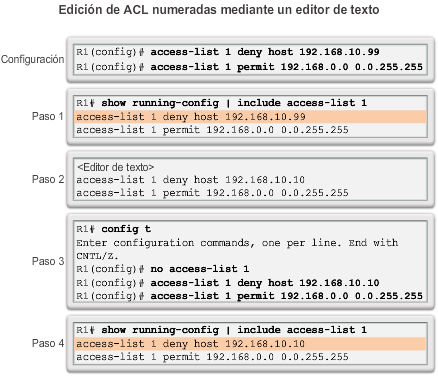 Edición de ACL numeradas mediante un editor de texto
Configuración
R1(config)# access-list 1 deny host 192.168.10.99
R1(config)# access-list 1 permit 192.168.0.0 0.0.255.255
Paso 1
R1# show running-config | include access-list 1
access-list 1 deny host 192.168.10.99
access-list 1 permit 192.168.0.0 0.0.255.255
Paso 2
<Editor de texto>
access-list 1 deny host 192.168.10.10
access-list 1 permit 192.168.0.0 0.0.255.255
Paso 3
R1# config t
Enter configuration commands, one per line. End with
CNTL/Z.
R1(config)# no access-list 1
R1(config)# access-list 1 deny host 192.168.10.10
R1(config)# access-list 1 permit 192.168.0.0 0.0.255.255
Paso 4
R1# show running-config | include access-list 1
access-list 1 deny host 192.168.10.10
access-list 1 permit 192.168.0.0 0.0.255.255